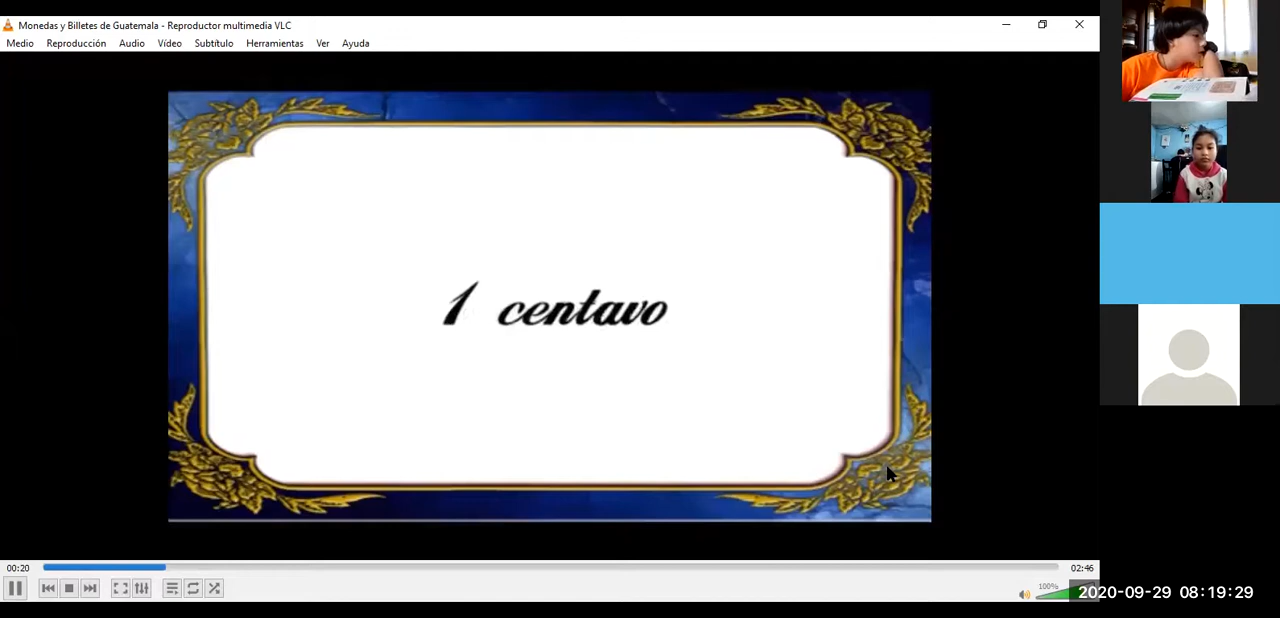 Monedas y Billetes de Guatemala - Reproductor multimedia VLC
Medio Reproducción Audio Vídeo Subtítulo Herramientas Ver Ayuda
1 centavo
00:20
02:46
100%
2020-09-29 08:19:29